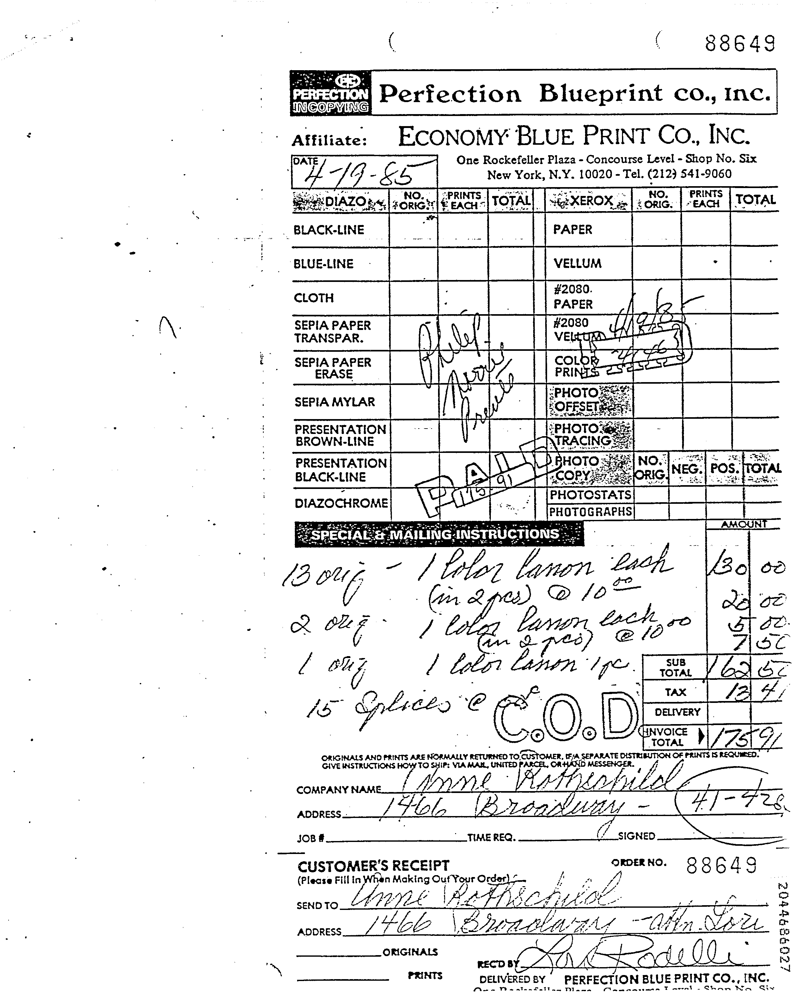 88649
PERFECTION
IN COPYING
Perfection Blueprint co., Inc.
Affiliate: ECONOMY BLUE PRINT CO., INC.
One Rockefeller Plaza - Concourse Level - Shop No. Six
New York, N.Y. 10020 - Tel. (212) 541-9060
DATE 4-19-85
DIAZO NO. ORIG. PRINTS EACH TOTAL XEROX NO. ORIG. PRINTS EACH TOTAL
BLACK-LINE PAPER
BLUE-LINE VELLUM
CLOTH #2080 PAPER
SEPIA PAPER TRANSPAR. #2080 VELLUM
SEPIA PAPER ERASE COLOR PRINTS
SEPIA MYLAR PHOTO OFFSET
PRESENTATION BROWN-LINE PHOTO TRACING
PRESENTATION BLACK-LINE PHOTO COPY NO. ORIG. NEG. POS. TOTAL
DIAZOCHROME PHOTOSTATS
PHOTOGRAPHS
Philip
Morris
PAID
175.91
SPECIAL & MAILING INSTRUCTIONS AMOUNT
13 orig - 1 Color Canon each 130 00
(in 2 pcs) @ 10 00 20 00
2 orig - 1 Color Canon each 5 00
(in 2 pcs) @ 10 00 7 50
1 orig 1 Color Canon 1 pc. SUB TOTAL 162 50
15 Splices @ TAX 13 41
C.O.D DELIVERY
INVOICE TOTAL 175 91
ORIGINALS AND PRINTS ARE NORMALLY RETURNED TO CUSTOMER, IF A SEPARATE DISTRIBUTION OF PRINTS IS REQUIRED.
GIVE INSTRUCTIONS HOW TO SHIP: VIA MAIL, UNITED PARCEL, OR HAND MESSENGER.
COMPANY NAME Anne Rothschild
ADDRESS 1466 Broadway - 41-42s
JOB # TIME REQ. SIGNED
CUSTOMER'S RECEIPT ORDER NO. 88649
(Please Fill In When Making Out Your Order)
SEND TO Anne Rothschild
ADDRESS 1466 Broadway - attn. Lori
ORIGINALS
REC'D BY Lori Rodelli
PRINTS
DELIVERED BY PERFECTION BLUE PRINT CO., INC.
One Rockefeller Plaza - Concourse Level - Shop No. Six
2044686027